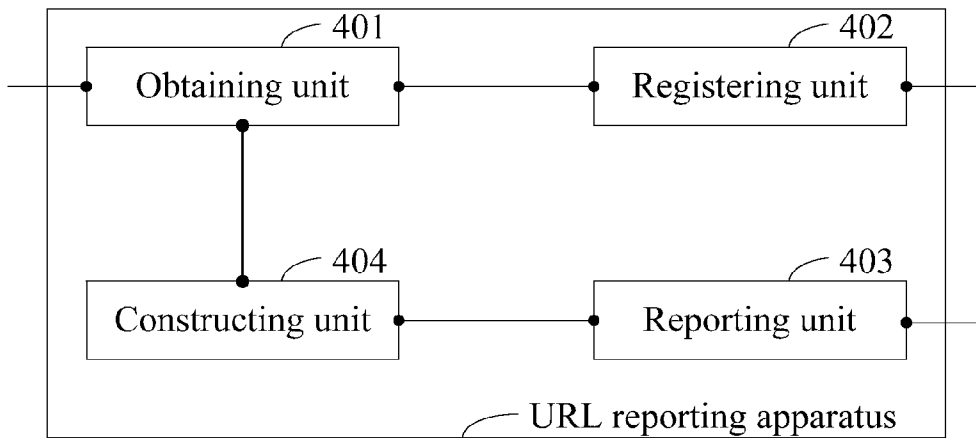 401
402
Obtaining unit
Registering unit
404
403
Constructing unit
Reporting unit
URL reporting apparatus